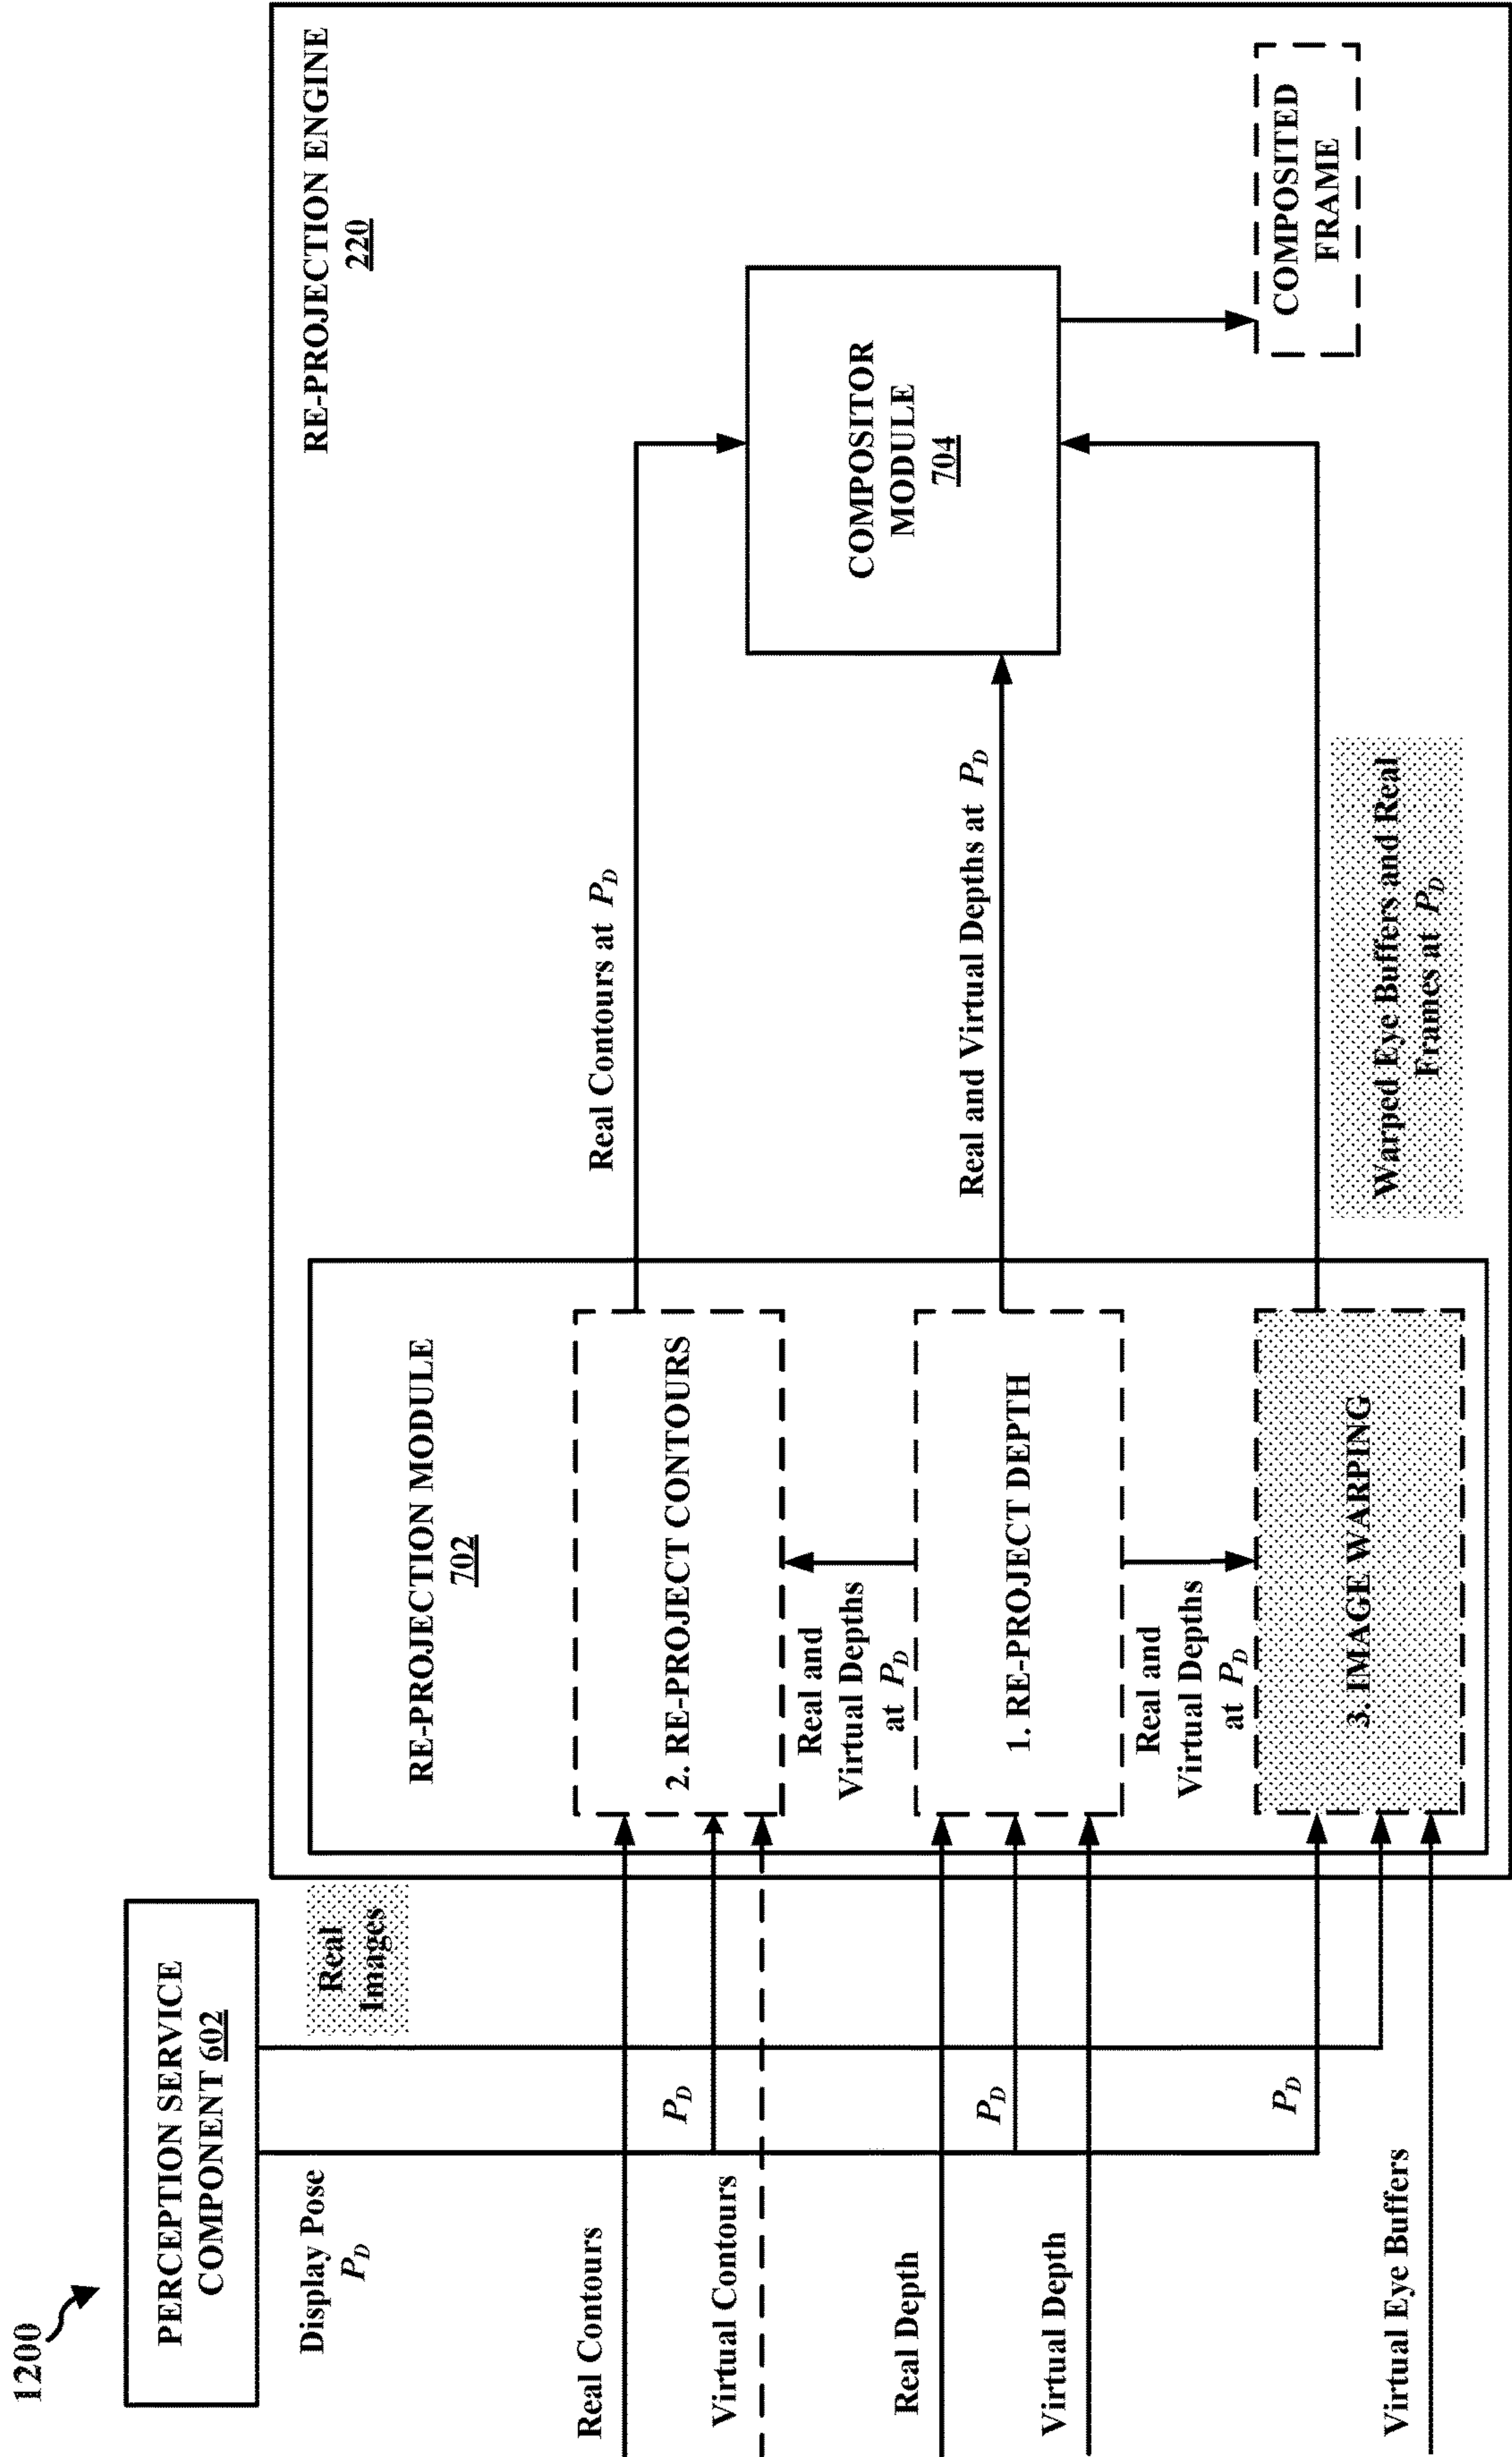 1200
PERCEPTION SERVICE
COMPONENT 602
Display Pose
P_D
Real
Images
RE-PROJECTION ENGINE
220
RE-PROJECTION MODULE
702
Real Contours
P_D
Virtual Contours
2. RE-PROJECT CONTOURS
Real Contours at P_D
Real and
Virtual Depths
at P_D
Real Depth
P_D
Virtual Depth
1. RE-PROJECT DEPTH
Real and Virtual Depths at P_D
Real and
Virtual Depths
at P_D
P_D
Virtual Eye Buffers
3. IMAGE WARPING
Warped Eye Buffers and Real
Frames at P_D
COMPOSITOR
MODULE
704
COMPOSITED
FRAME